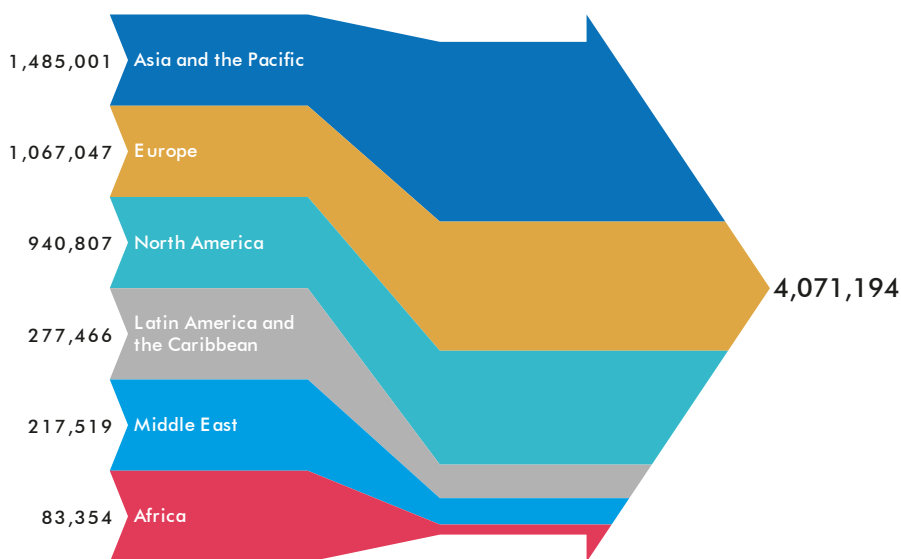 1,485,001 Asia and the Pacific
1,067,047 Europe
940,807 North America
277,466 Latin America and
the Caribbean
217,519 Middle East
83,354 Africa
4,071,194